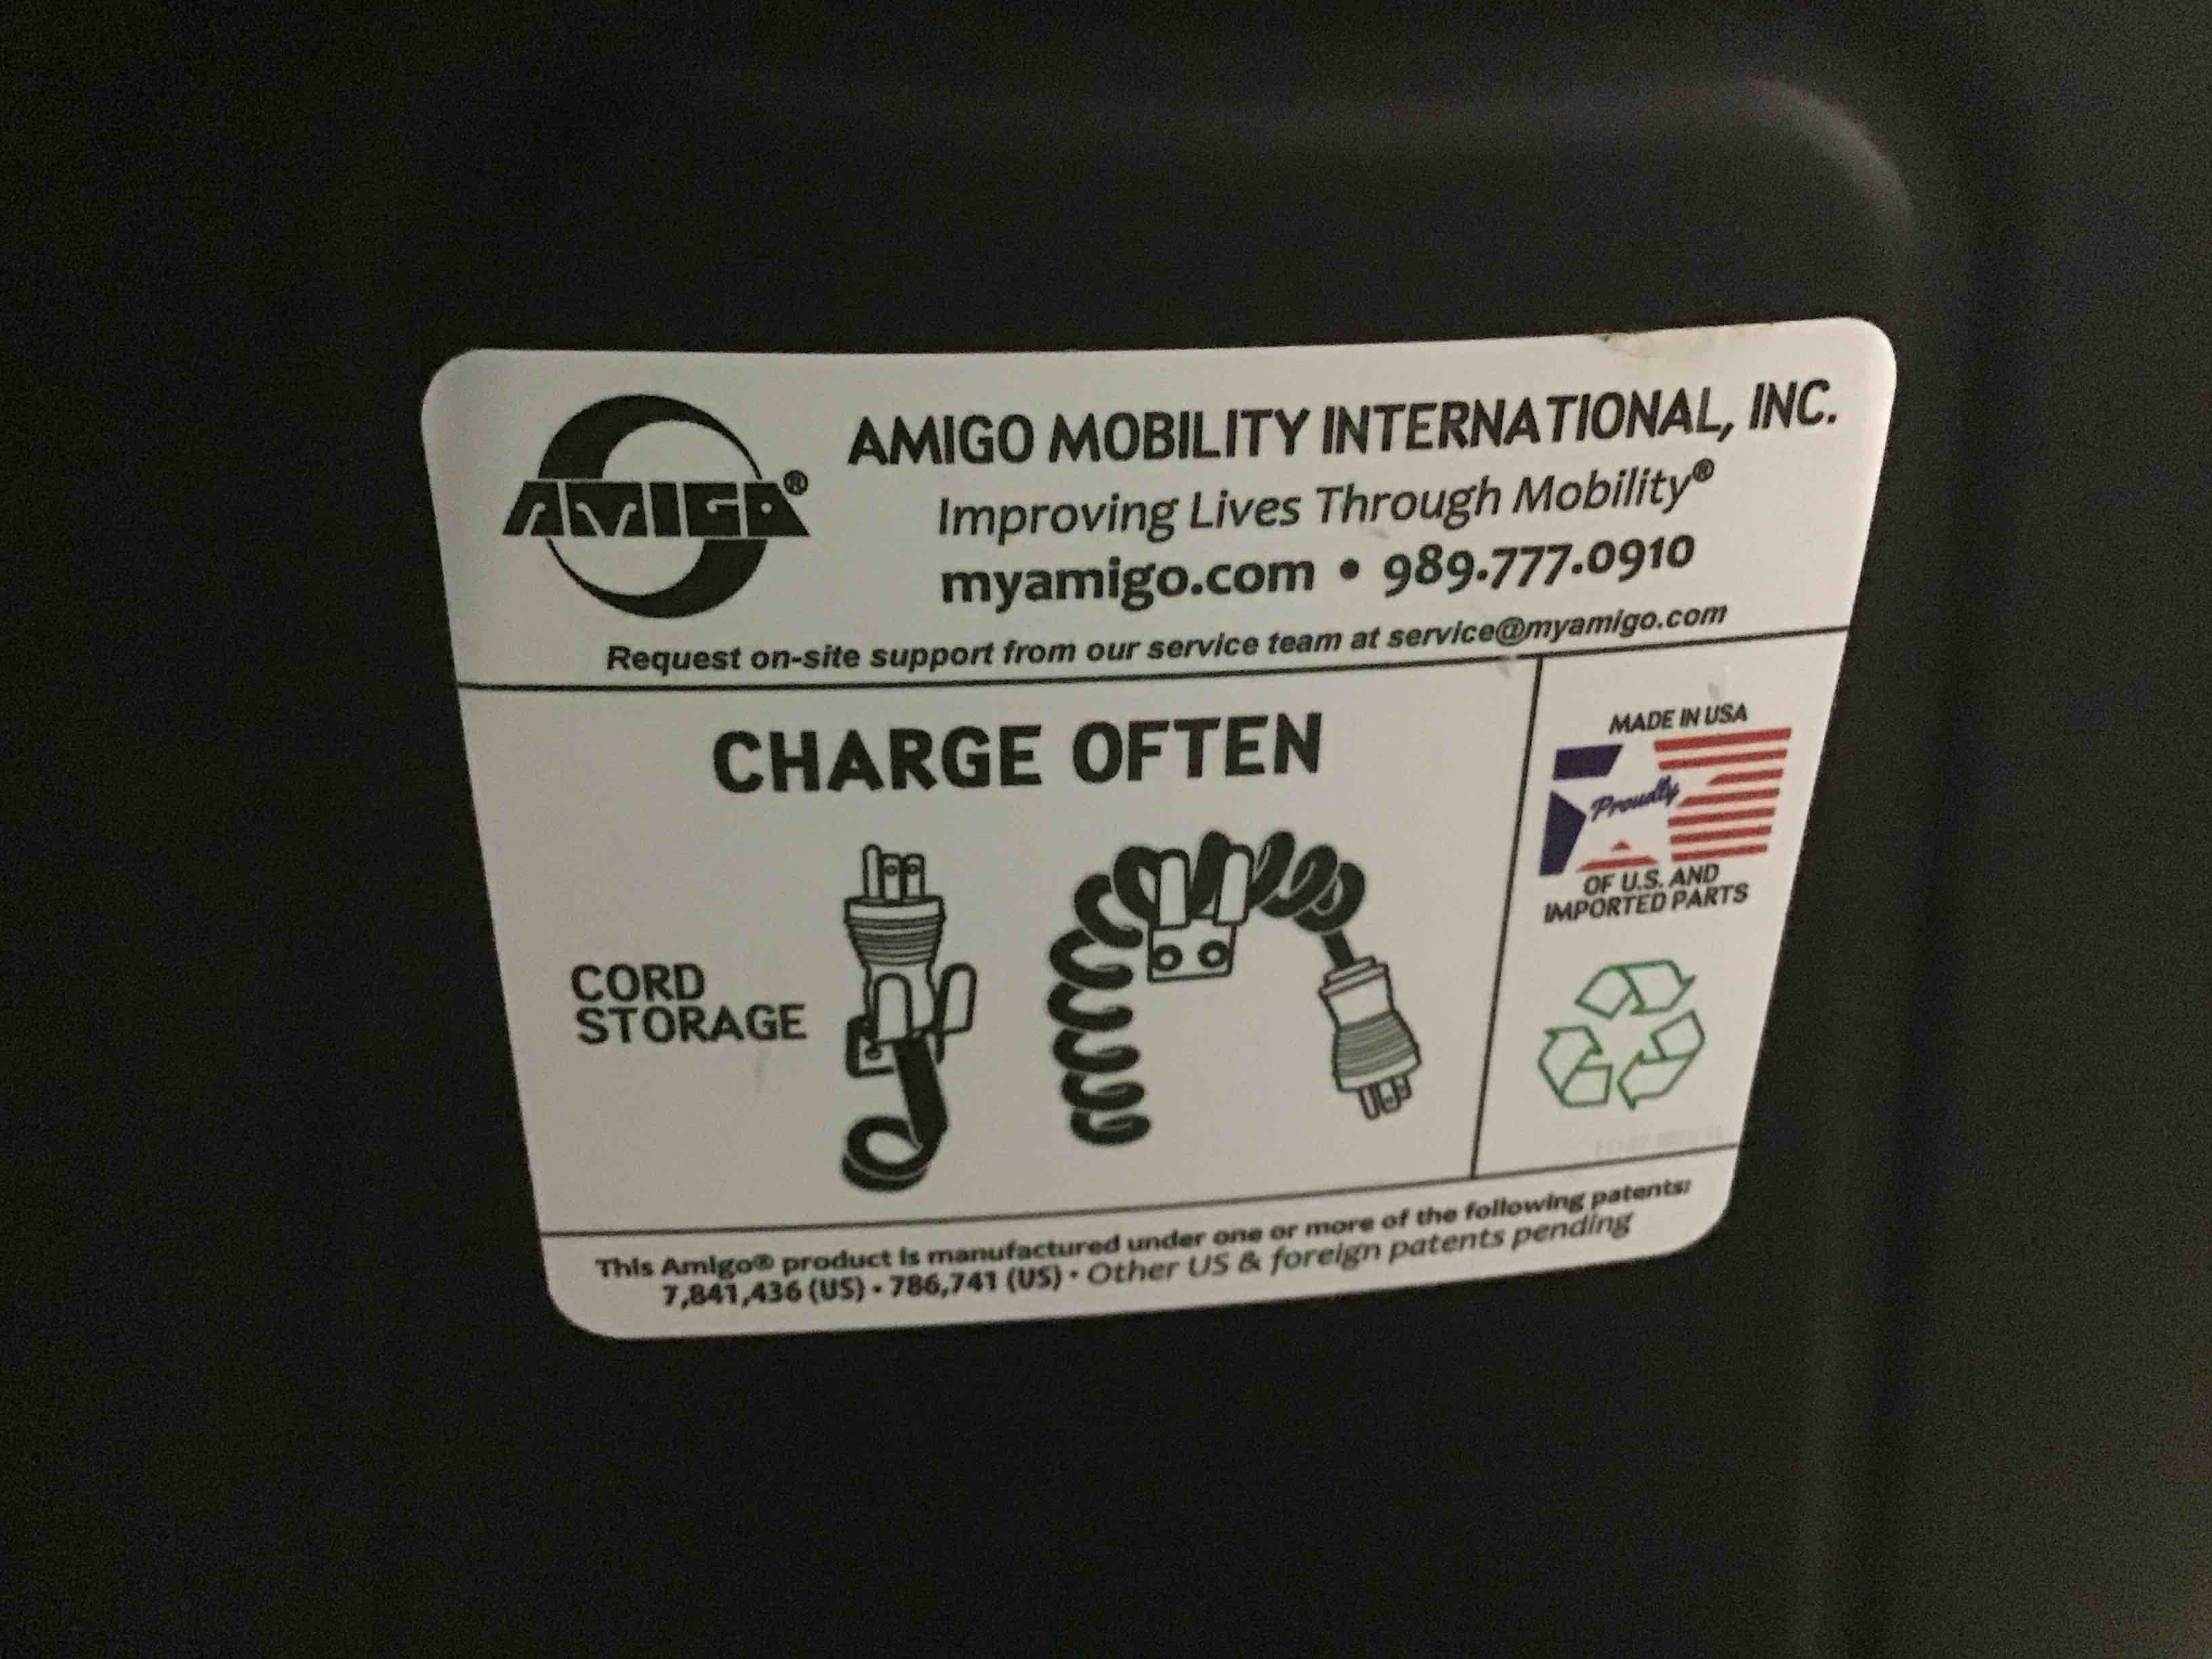 AMIGO®
AMIGO MOBILITY INTERNATIONAL, INC.
Improving Lives Through Mobility®
myamigo.com • 989.777.0910
Request on-site support from our service team at service@myamigo.com
CHARGE OFTEN
CORD
STORAGE
MADE IN USA
Proudly
OF U.S. AND
IMPORTED PARTS
This Amigo® product is manufactured under one or more of the following patents:
7,841,436 (US) • 786,741 (US) • Other US & foreign patents pending